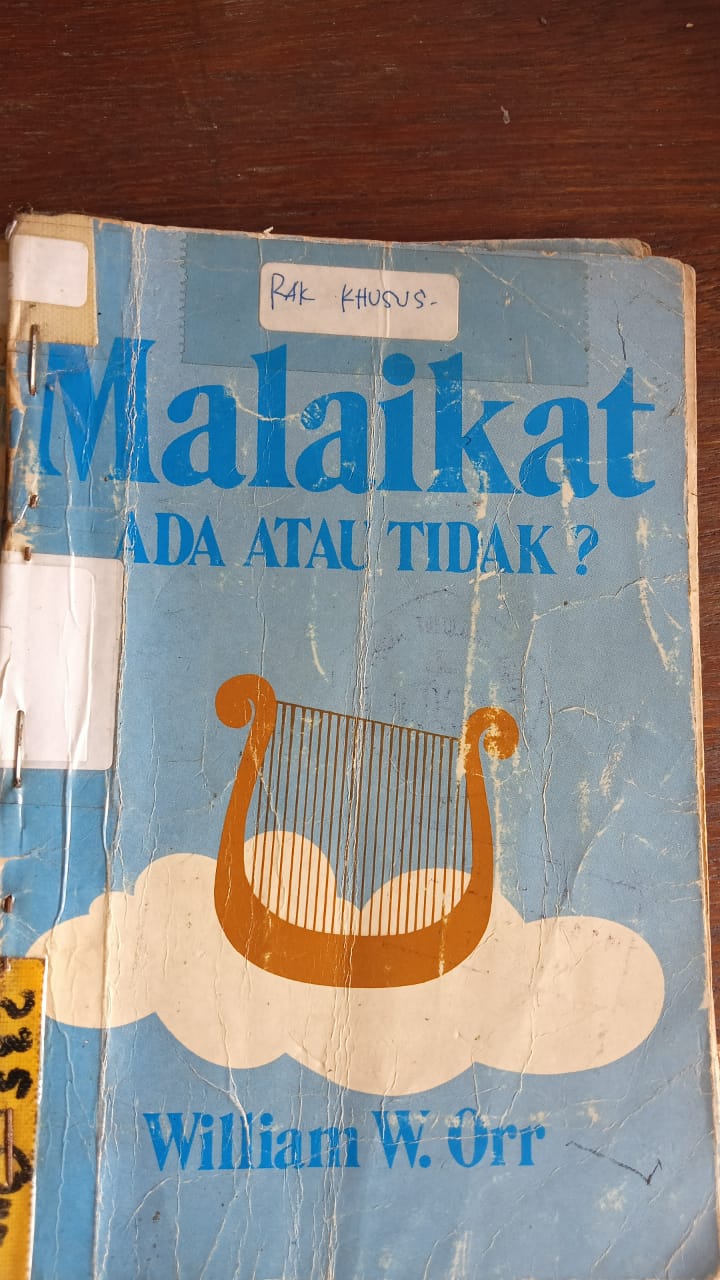 RAK KHUSUS-
Malaikat
ADA ATAU TIDAK?
William W. Orr